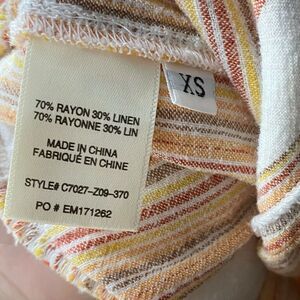 XS
70% RAYON 30% LINEN
70% RAYONNE 30% LIN
MADE IN CHINA
FABRIQUÉ EN CHINE
STYLE# C7027-Z09-370
PO # EM171262